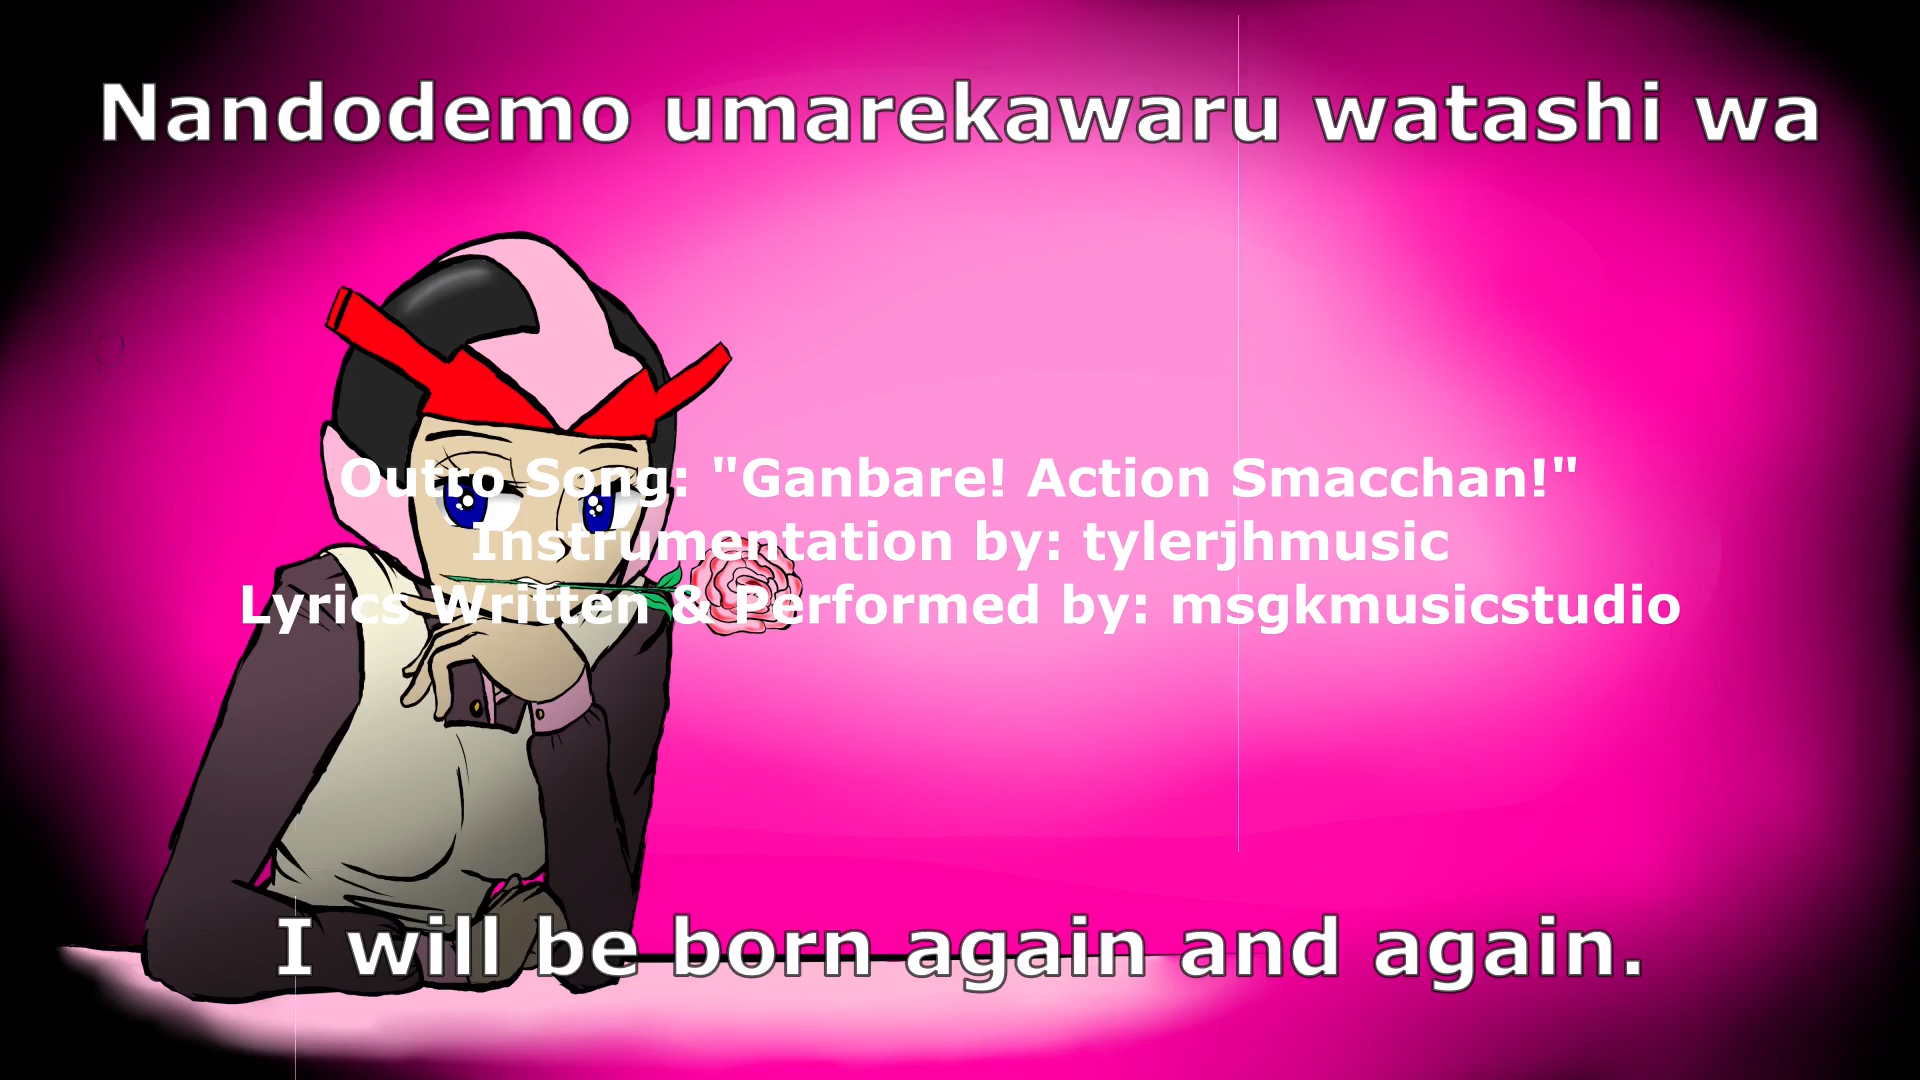 Nandodemo umarekawaru watashi wa
Outro Song: "Ganbare! Action Smacchan!"
Instrumentation by: tylerjhmusic
Lyrics Written & Performed by: msgkmusicstudio
I will be born again and again.